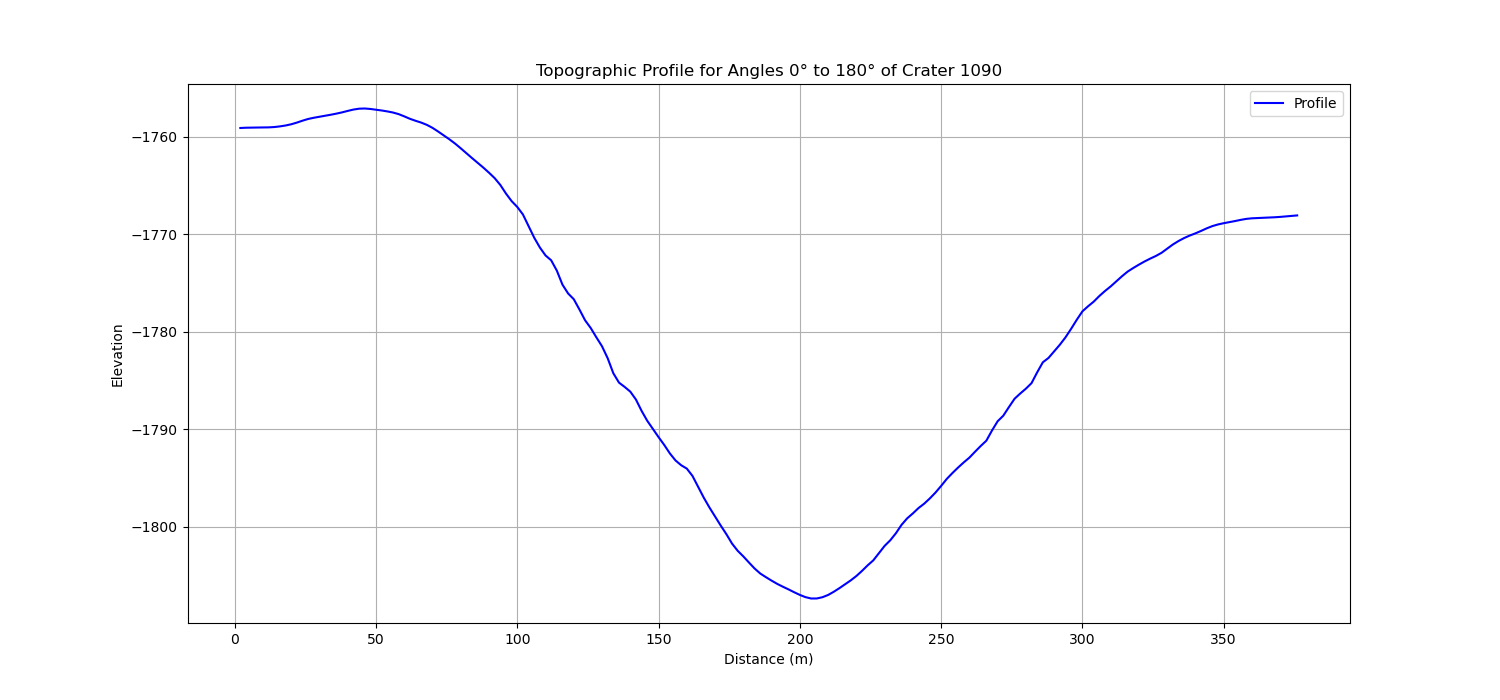 Topographic Profile for Angles 0° to 180° of Crater 1090
Profile
Elevation
−1760
−1770
−1780
−1790
−1800
0 50 100 150 200 250 300 350
Distance (m)